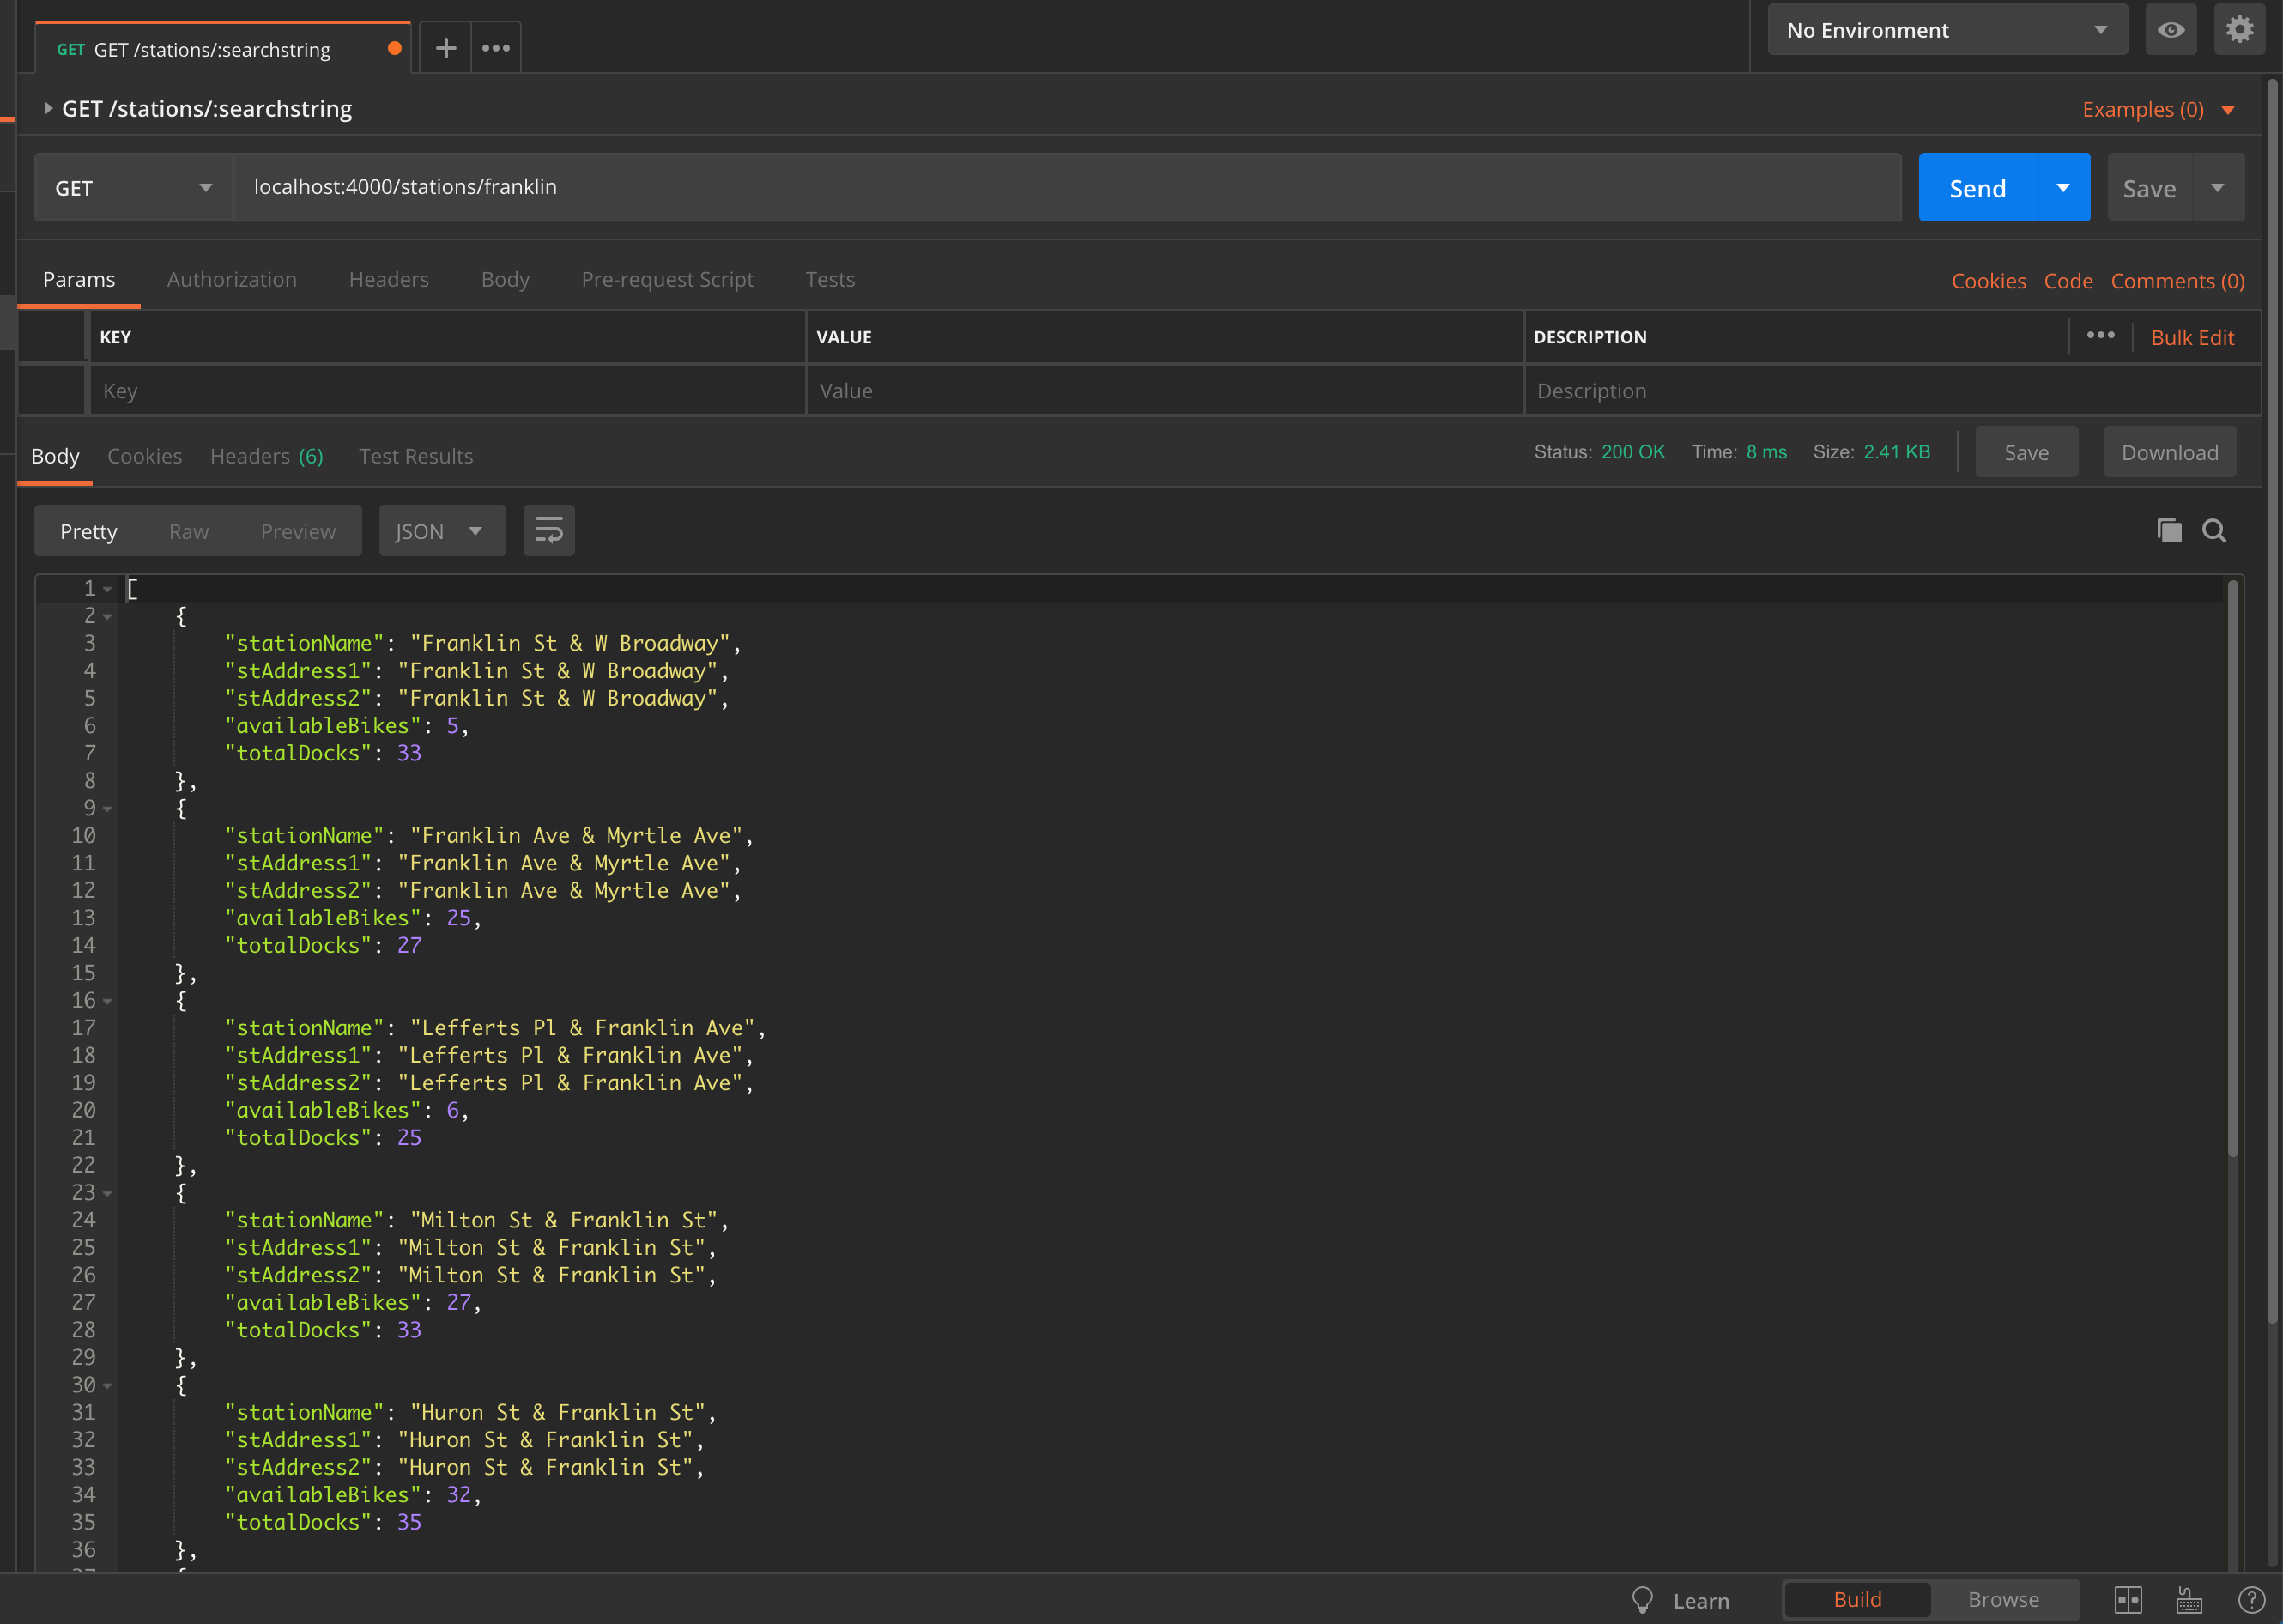 GET GET /stations/:searchstring
No Environment
GET /stations/:searchstring
Examples (0)
GET
localhost:4000/stations/franklin
Send
Save
Params Authorization Headers Body Pre-request Script Tests
Cookies Code Comments (0)
KEY VALUE DESCRIPTION ••• Bulk Edit
Key Value Description
Body Cookies Headers (6) Test Results
Status: 200 OK Time: 8 ms Size: 2.41 KB
Save Download
Pretty Raw Preview JSON
1 [
2 {
3 "stationName": "Franklin St & W Broadway",
4 "stAddress1": "Franklin St & W Broadway",
5 "stAddress2": "Franklin St & W Broadway",
6 "availableBikes": 5,
7 "totalDocks": 33
8 },
9 {
10 "stationName": "Franklin Ave & Myrtle Ave",
11 "stAddress1": "Franklin Ave & Myrtle Ave",
12 "stAddress2": "Franklin Ave & Myrtle Ave",
13 "availableBikes": 25,
14 "totalDocks": 27
15 },
16 {
17 "stationName": "Lefferts Pl & Franklin Ave",
18 "stAddress1": "Lefferts Pl & Franklin Ave",
19 "stAddress2": "Lefferts Pl & Franklin Ave",
20 "availableBikes": 6,
21 "totalDocks": 25
22 },
23 {
24 "stationName": "Milton St & Franklin St",
25 "stAddress1": "Milton St & Franklin St",
26 "stAddress2": "Milton St & Franklin St",
27 "availableBikes": 27,
28 "totalDocks": 33
29 },
30 {
31 "stationName": "Huron St & Franklin St",
32 "stAddress1": "Huron St & Franklin St",
33 "stAddress2": "Huron St & Franklin St",
34 "availableBikes": 32,
35 "totalDocks": 35
36 },
Learn Build Browse